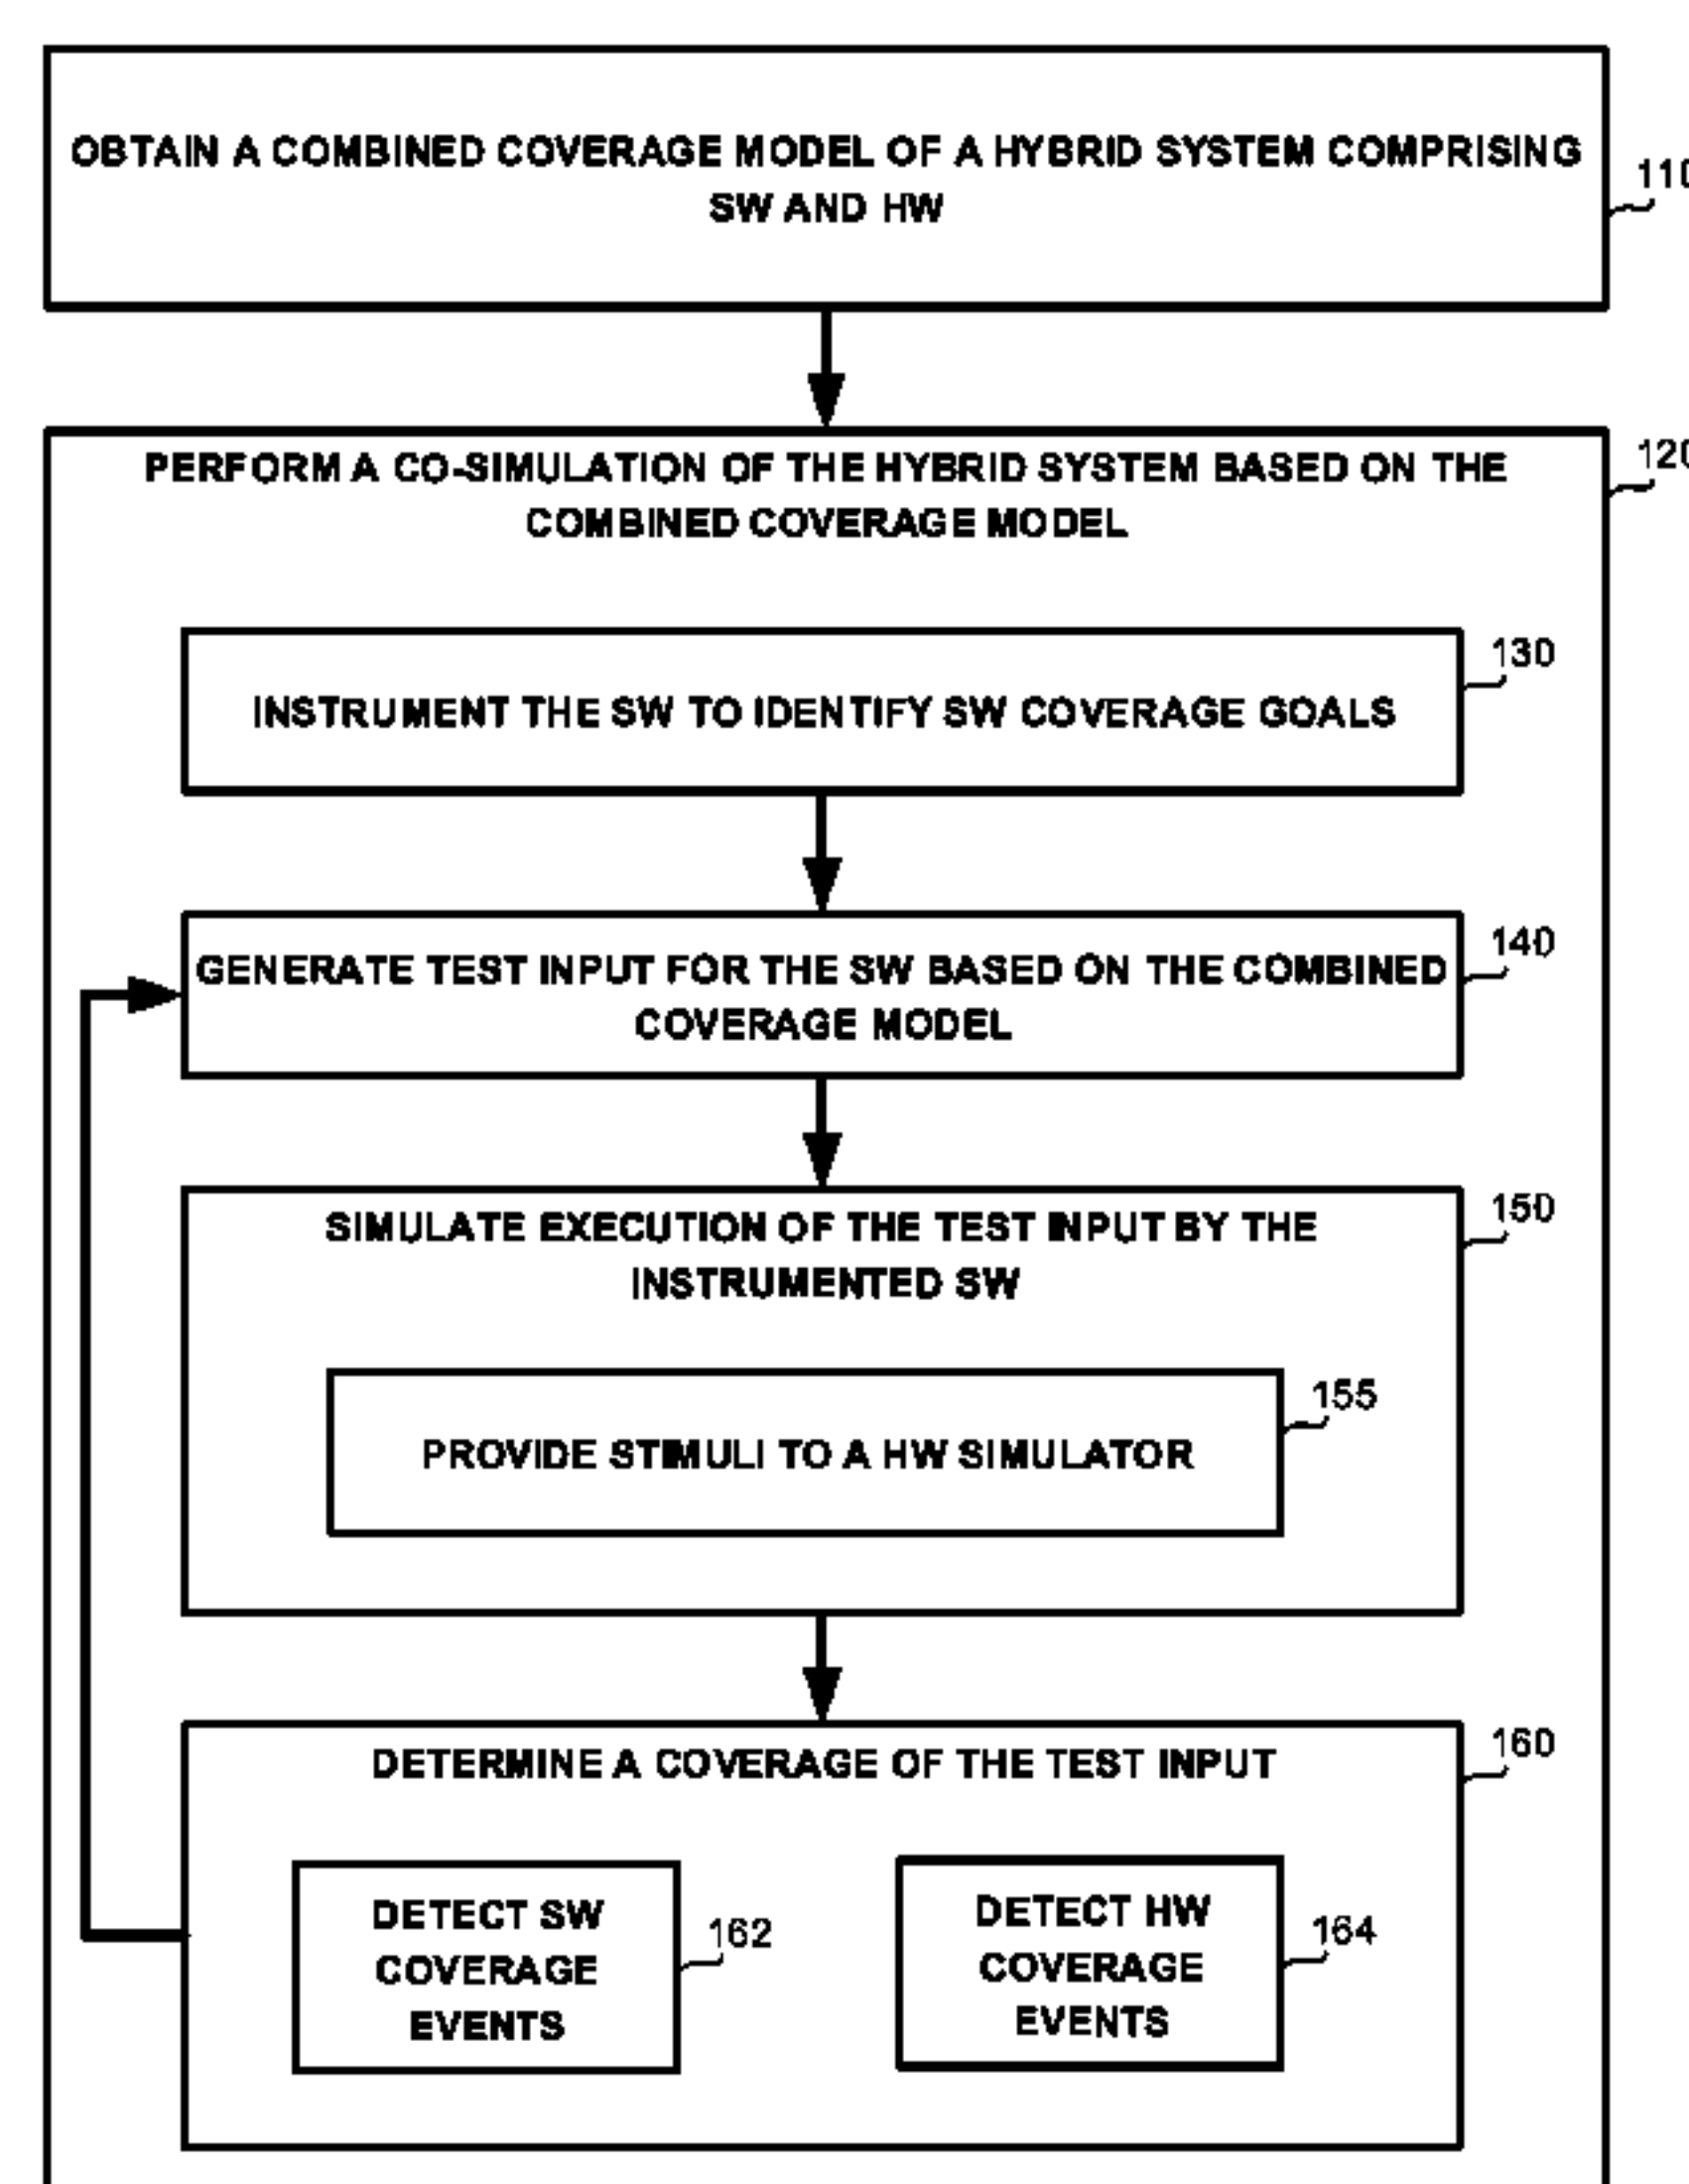 OBTAIN A COMBINED COVERAGE MODEL OF A HYBRID SYSTEM COMPRISING
SW AND HW
110
PERFORM A CO-SIMULATION OF THE HYBRID SYSTEM BASED ON THE
COMBINED COVERAGE MODEL
120
130
INSTRUMENT THE SW TO IDENTIFY SW COVERAGE GOALS
140
GENERATE TEST INPUT FOR THE SW BASED ON THE COMBINED
COVERAGE MODEL
150
SIMULATE EXECUTION OF THE TEST INPUT BY THE
INSTRUMENTED SW
155
PROVIDE STIMULI TO A HW SIMULATOR
160
DETERMINE A COVERAGE OF THE TEST INPUT
DETECT SW
COVERAGE
EVENTS
162
DETECT HW
COVERAGE
EVENTS
164